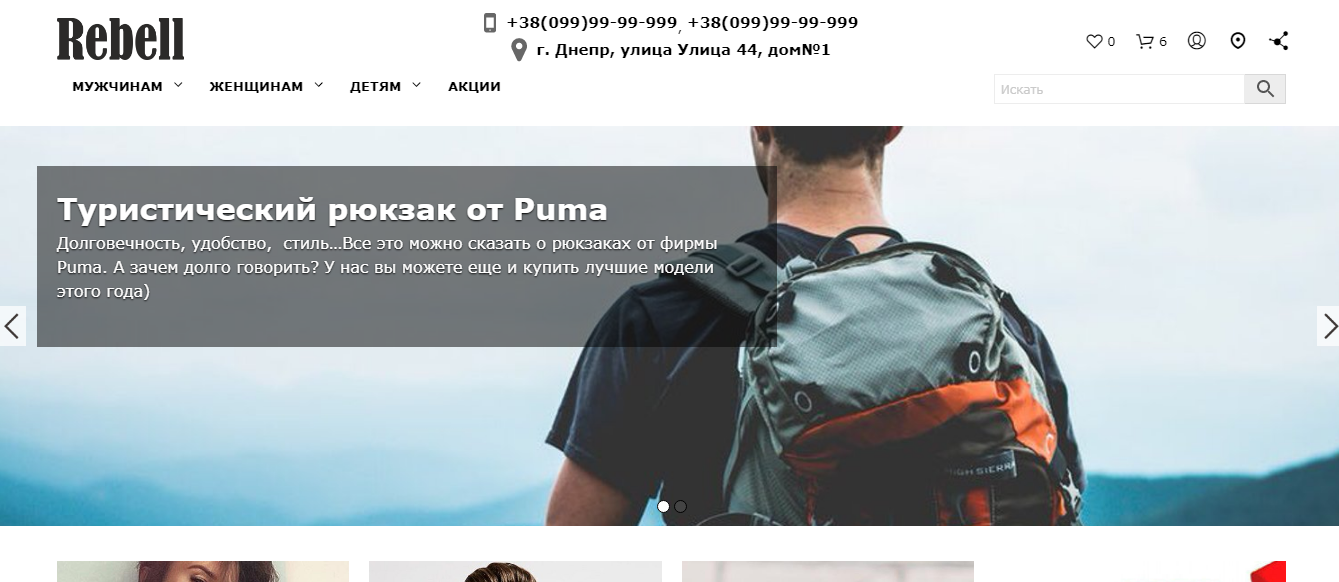 Rebell
+38(099)99-99-999, +38(099)99-99-999
г. Днепр, улица Улица 44, дом№1
0 6
МУЖЧИНАМ ЖЕНЩИНАМ ДЕТЯМ АКЦИИ
Искать
Туристический рюкзак от Puma
Долговечность, удобство, стиль...Все это можно сказать о рюкзаках от фирмы
Puma. А зачем долго говорить? У нас вы можете еще и купить лучшие модели
этого года)
HIGH SIERRA